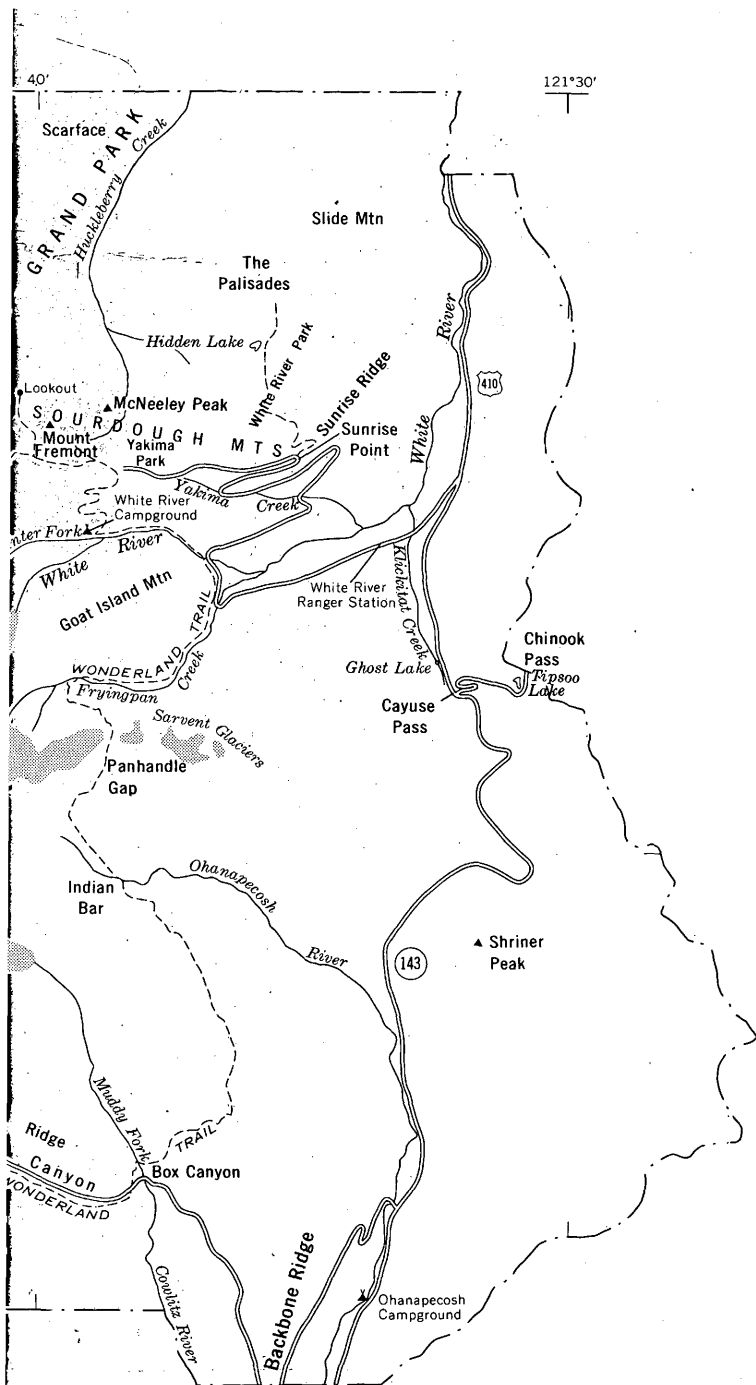 40'
121°30'
Scarface
GRAND PARK
Huckleberry Creek
Slide Mtn
The
Palisades
River
Hidden Lake
White River Park
410
Lookout
McNeeley Peak
SOURDOUGH MTS
Mount
Fremont
Yakima
Park
Sunrise Ridge
Sunrise
Point
White
Yakima
Creek
White River
Campground
nter Fork
River
White
Goat Island Mtn
TRAIL
White River
Ranger Station
Klickitat Creek
Ghost Lake
Chinook
Pass
Tipsoo
Lake
Cayuse
Pass
WONDERLAND
Fryingpan
Creek
Sarvent Glaciers
Panhandle
Gap
Indian
Bar
Ohanapecosh
River
Shriner
Peak
143
Muddy Fork
Ridge
Canyon
TRAIL
Box Canyon
WONDERLAND
Backbone Ridge
Cowlitz River
Ohanapecosh
Campground